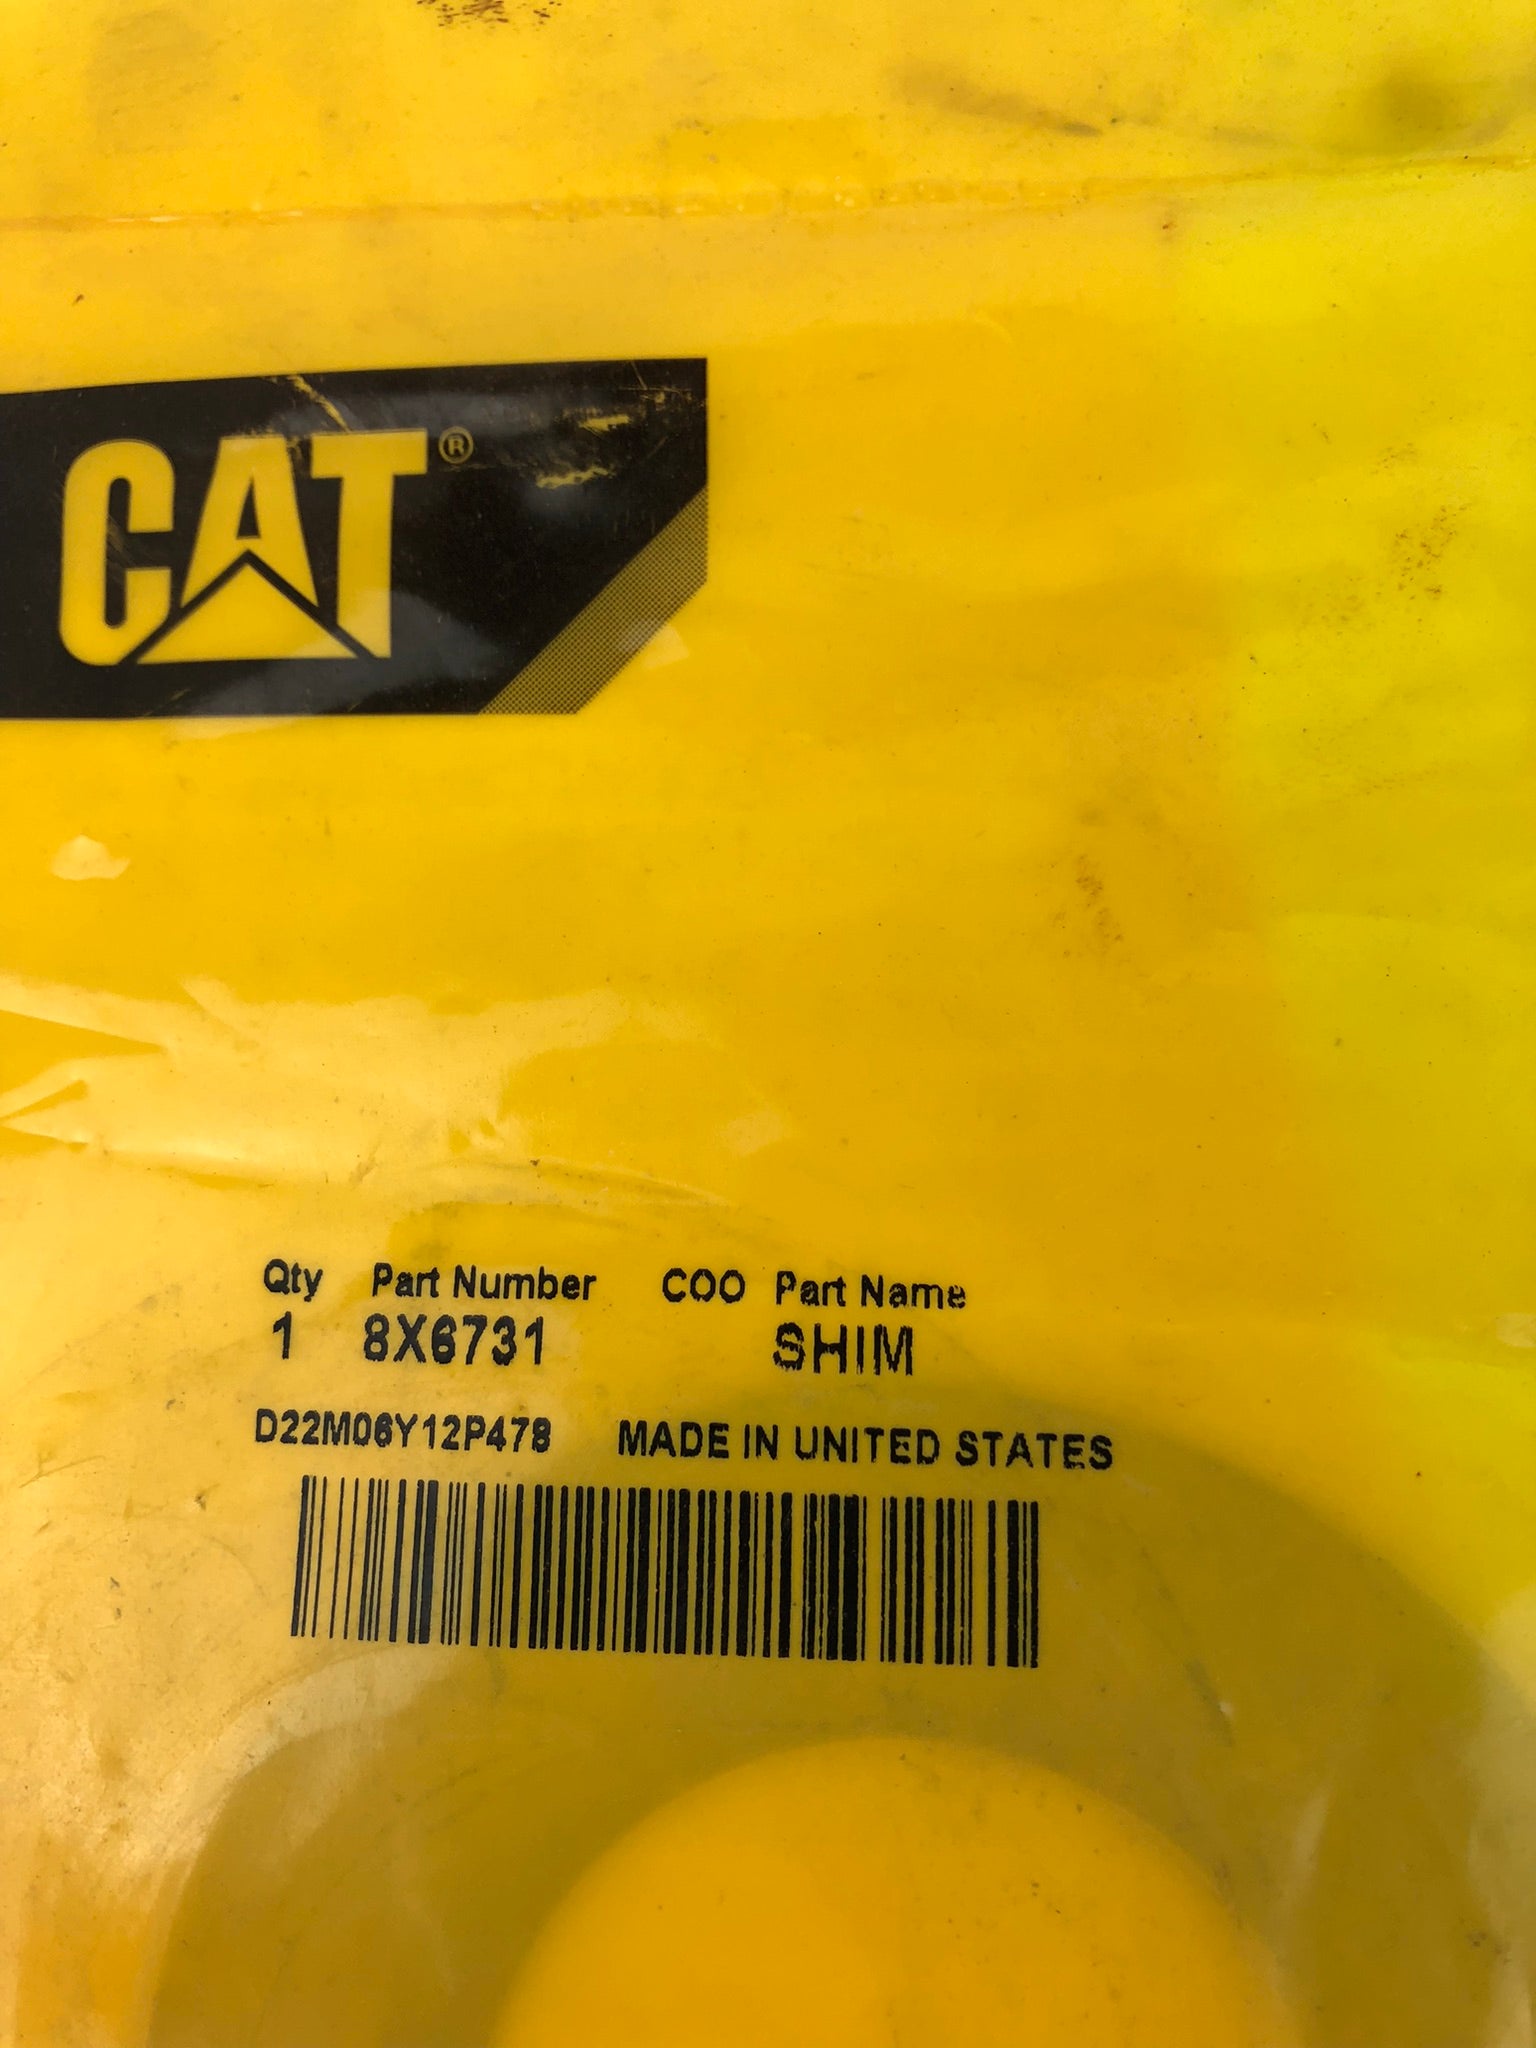 CAT®
Qty Part Number COO Part Name
1 8X6731 SHIM
D22M06Y12P478 MADE IN UNITED STATES